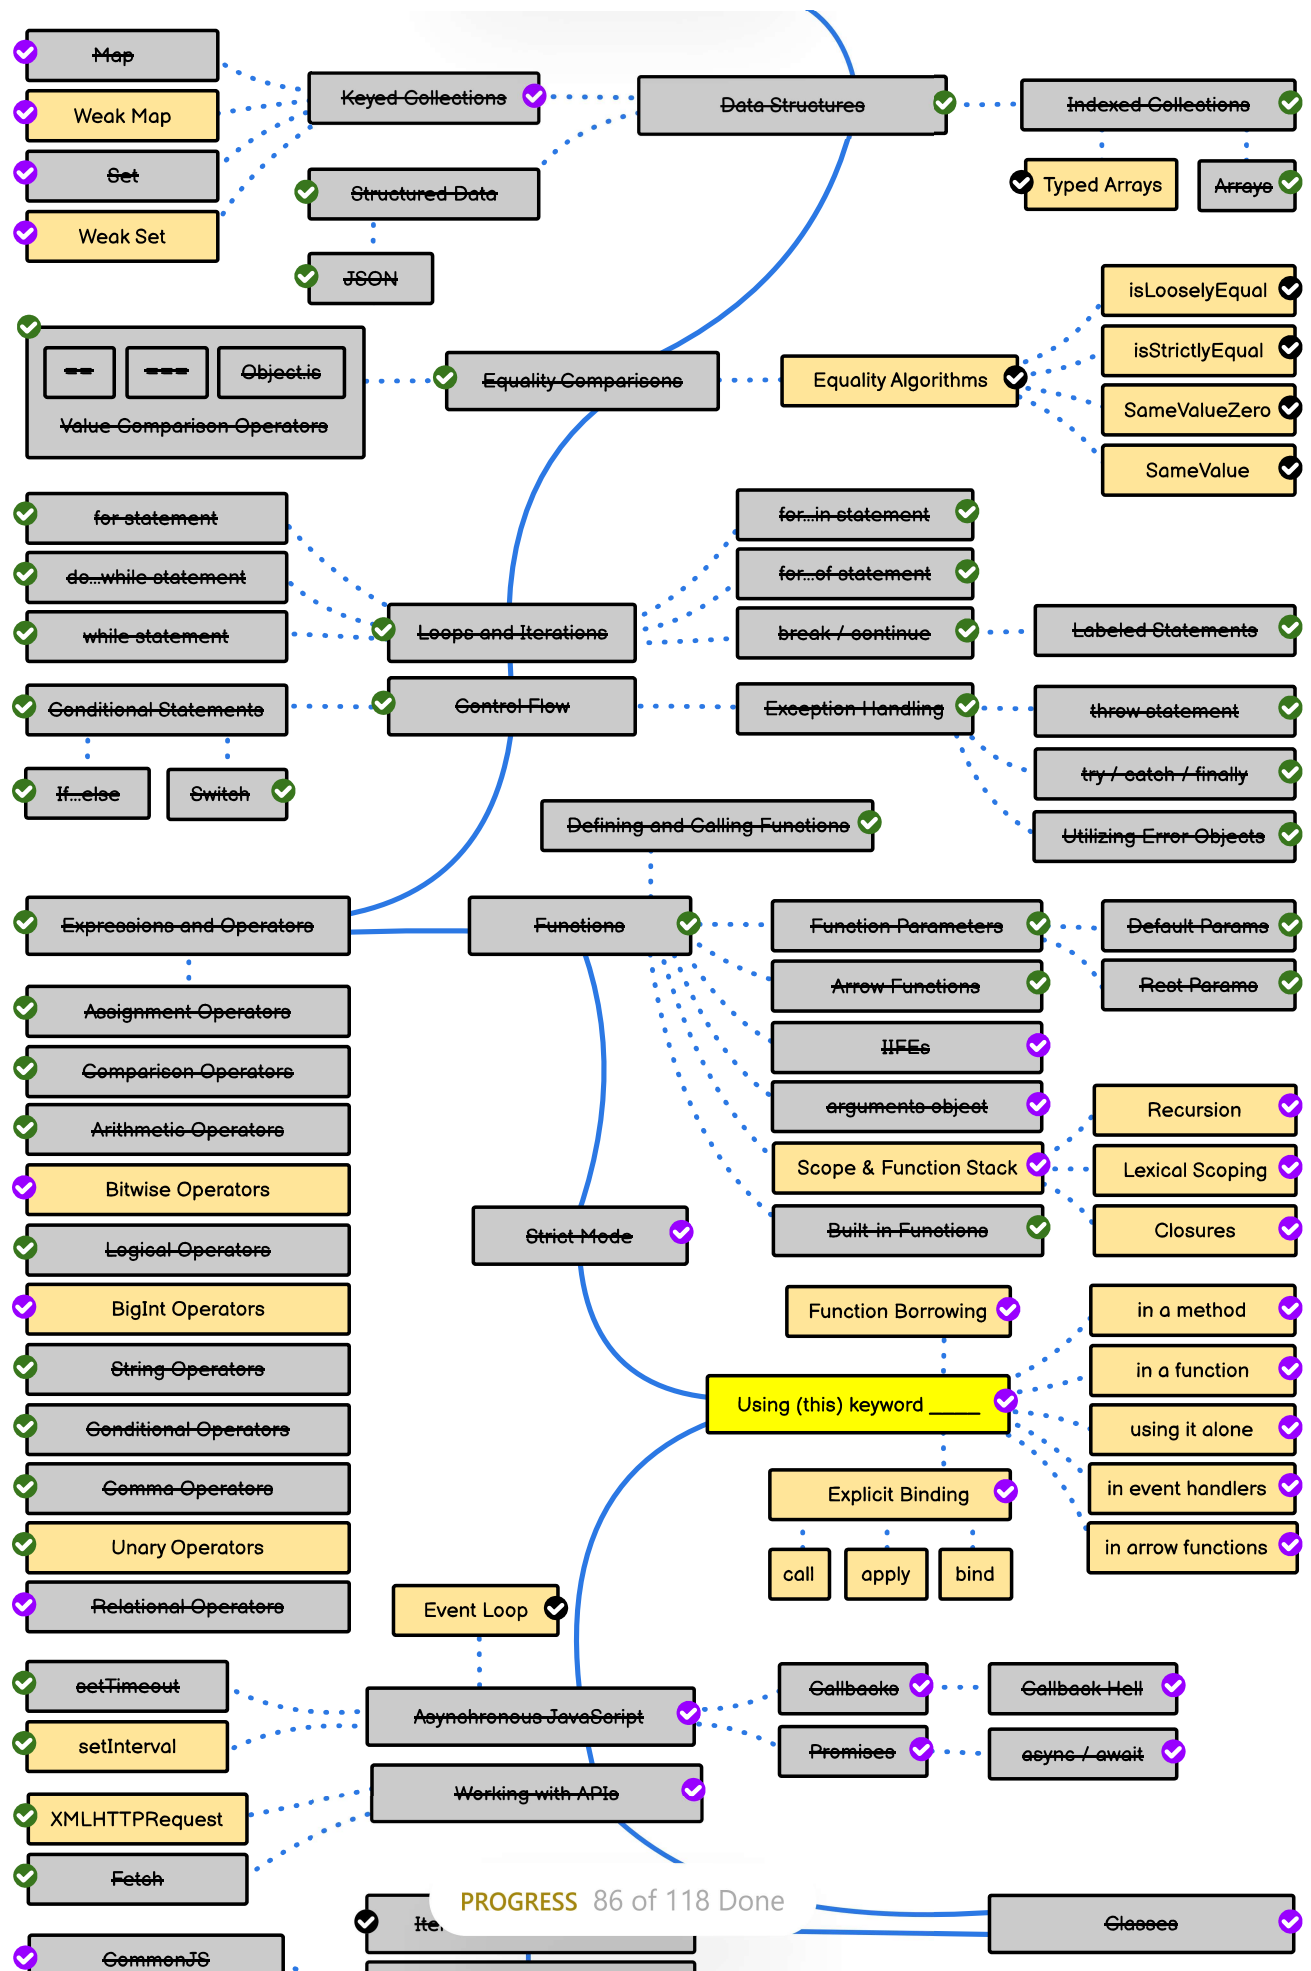 Map
Weak Map
Set
Weak Set
Keyed Collections
Structured Data
JSON
Data Structures
Indexed Collections
Typed Arrays
Arrays
==
===
Object.is
Value Comparison Operators
Equality Comparisons
Equality Algorithms
isLooselyEqual
isStrictlyEqual
SameValueZero
SameValue
for statement
do...while statement
while statement
Loops and Iterations
for...in statement
for...of statement
break / continue
Labeled Statements
Conditional Statements
Control Flow
Exception Handling
throw statement
try / catch / finally
Utilizing Error Objects
If...else
Switch
Defining and Calling Functions
Expressions and Operators
Functions
Function Parameters
Default Params
Rest Params
Arrow Functions
IIFEs
arguments object
Scope & Function Stack
Recursion
Lexical Scoping
Closures
Built-in Functions
Assignment Operators
Comparison Operators
Arithmetic Operators
Bitwise Operators
Logical Operators
BigInt Operators
String Operators
Conditional Operators
Comma Operators
Unary Operators
Relational Operators
Strict Mode
Function Borrowing
Using (this) keyword _____
in a method
in a function
using it alone
in event handlers
in arrow functions
Explicit Binding
call
apply
bind
Event Loop
setTimeout
setInterval
Asynchronous JavaScript
Callbacks
Callback Hell
Promises
async / await
Working with APIs
XMLHTTPRequest
Fetch
PROGRESS 86 of 118 Done
Classes
CommonJS